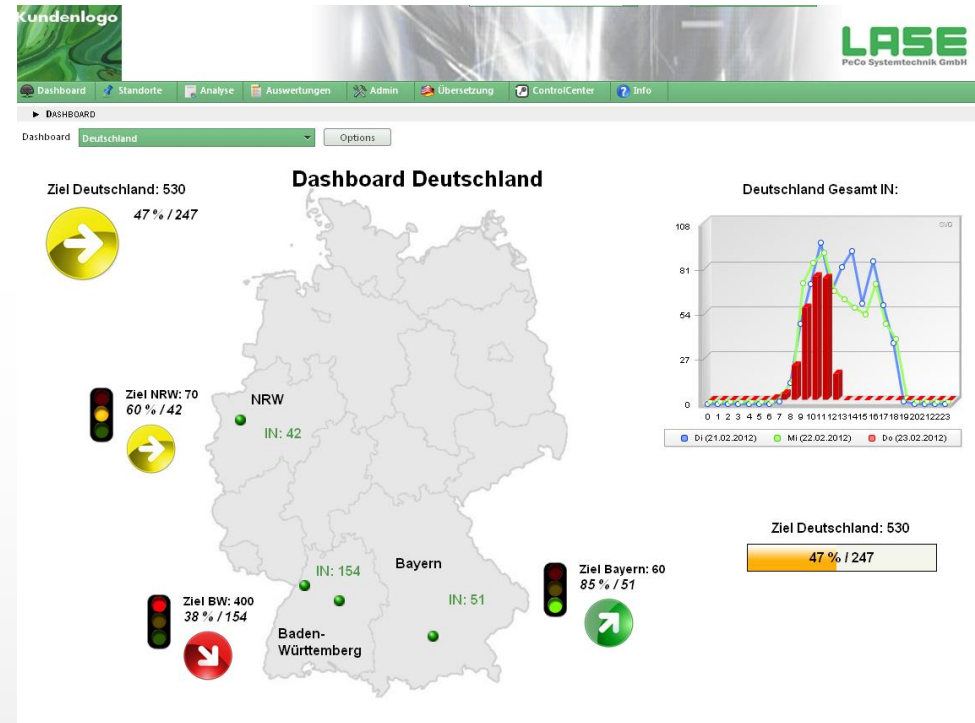 Kundenlogo
LASE
PeCo Systemtechnik GmbH
Dashboard Standorte Analyse Auswertungen Admin Übersetzung ControlCenter Info
DASHBOARD
Dashboard Deutschland Options
Dashboard Deutschland
Ziel Deutschland: 530
47 % / 247
Deutschland Gesamt IN:
SVG
108
81
54
27
0
0 1 2 3 4 5 6 7 8 9 10 11 12 13 14 15 16 17 18 19 20 21 22 23
Di (21.02.2012) Mi (22.02.2012) Do (23.02.2012)
Ziel NRW: 70
60 % / 42
NRW
IN: 42
Ziel Deutschland: 530
47 % / 247
Bayern
IN: 154
IN: 51
Ziel Bayern: 60
85 % / 51
Ziel BW: 400
38 % / 154
Baden-
Württemberg